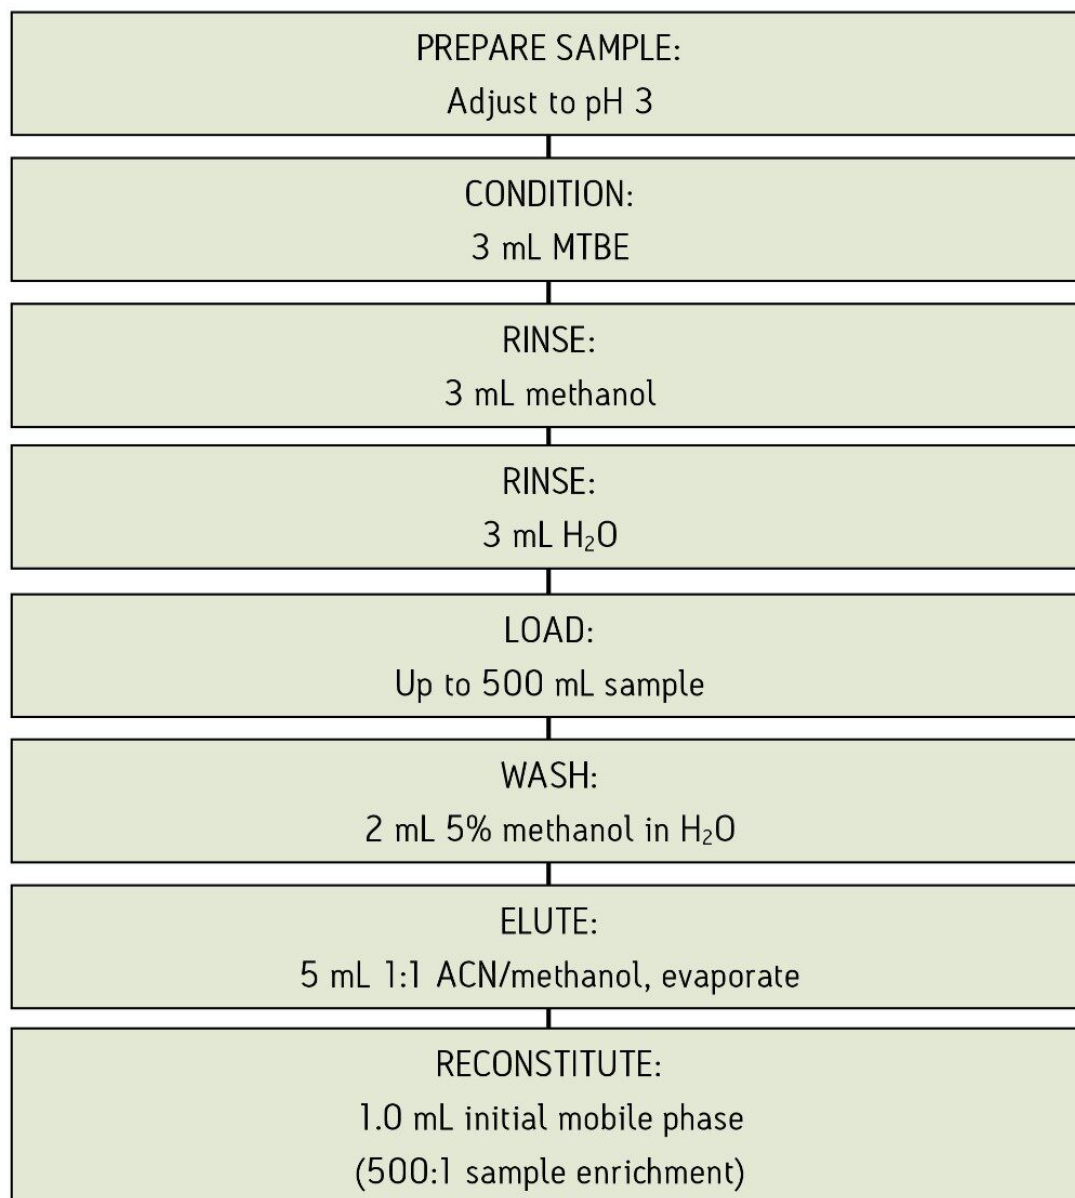 PREPARE SAMPLE:
Adjust to pH 3
CONDITION:
3 mL MTBE
RINSE:
3 mL methanol
RINSE:
3 mL H₂O
LOAD:
Up to 500 mL sample
WASH:
2 mL 5% methanol in H₂O
ELUTE:
5 mL 1:1 ACN/methanol, evaporate
RECONSTITUTE:
1.0 mL initial mobile phase
(500:1 sample enrichment)